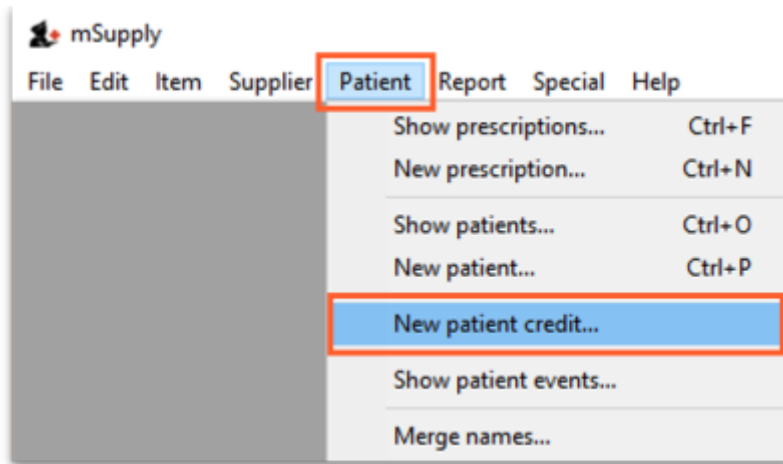 mSupply
File Edit Item Supplier Patient Report Special Help
Show prescriptions... Ctrl+F
New prescription... Ctrl+N
Show patients... Ctrl+O
New patient... Ctrl+P
New patient credit...
Show patient events...
Merge names...